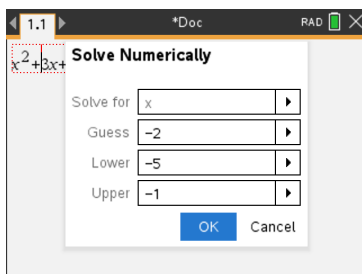 1.1 *Doc RAD
x²+3x+
Solve Numerically
Solve for x
Guess -2
Lower -5
Upper -1
OK Cancel